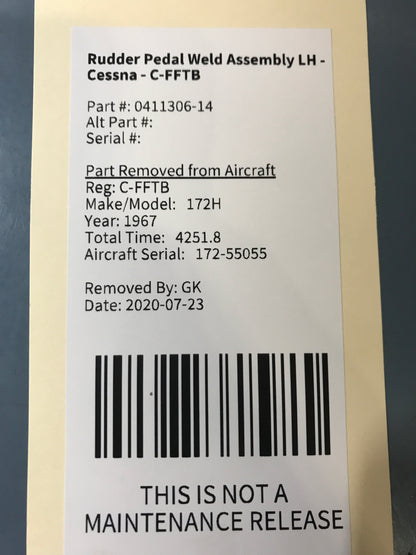 Rudder Pedal Weld Assembly LH -
Cessna - C-FFTB
Part #: 0411306-14
Alt Part #:
Serial #:
Part Removed from Aircraft
Reg: C-FFTB
Make/Model: 172H
Year: 1967
Total Time: 4251.8
Aircraft Serial: 172-55055
Removed By: GK
Date: 2020-07-23
THIS IS NOT A
MAINTENANCE RELEASE